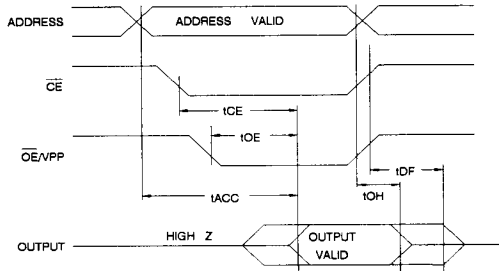 ADDRESS
ADDRESS VALID
CE
tCE
tOE
OE/VPP
tDF
tACC
tOH
HIGH Z
OUTPUT
OUTPUT
VALID